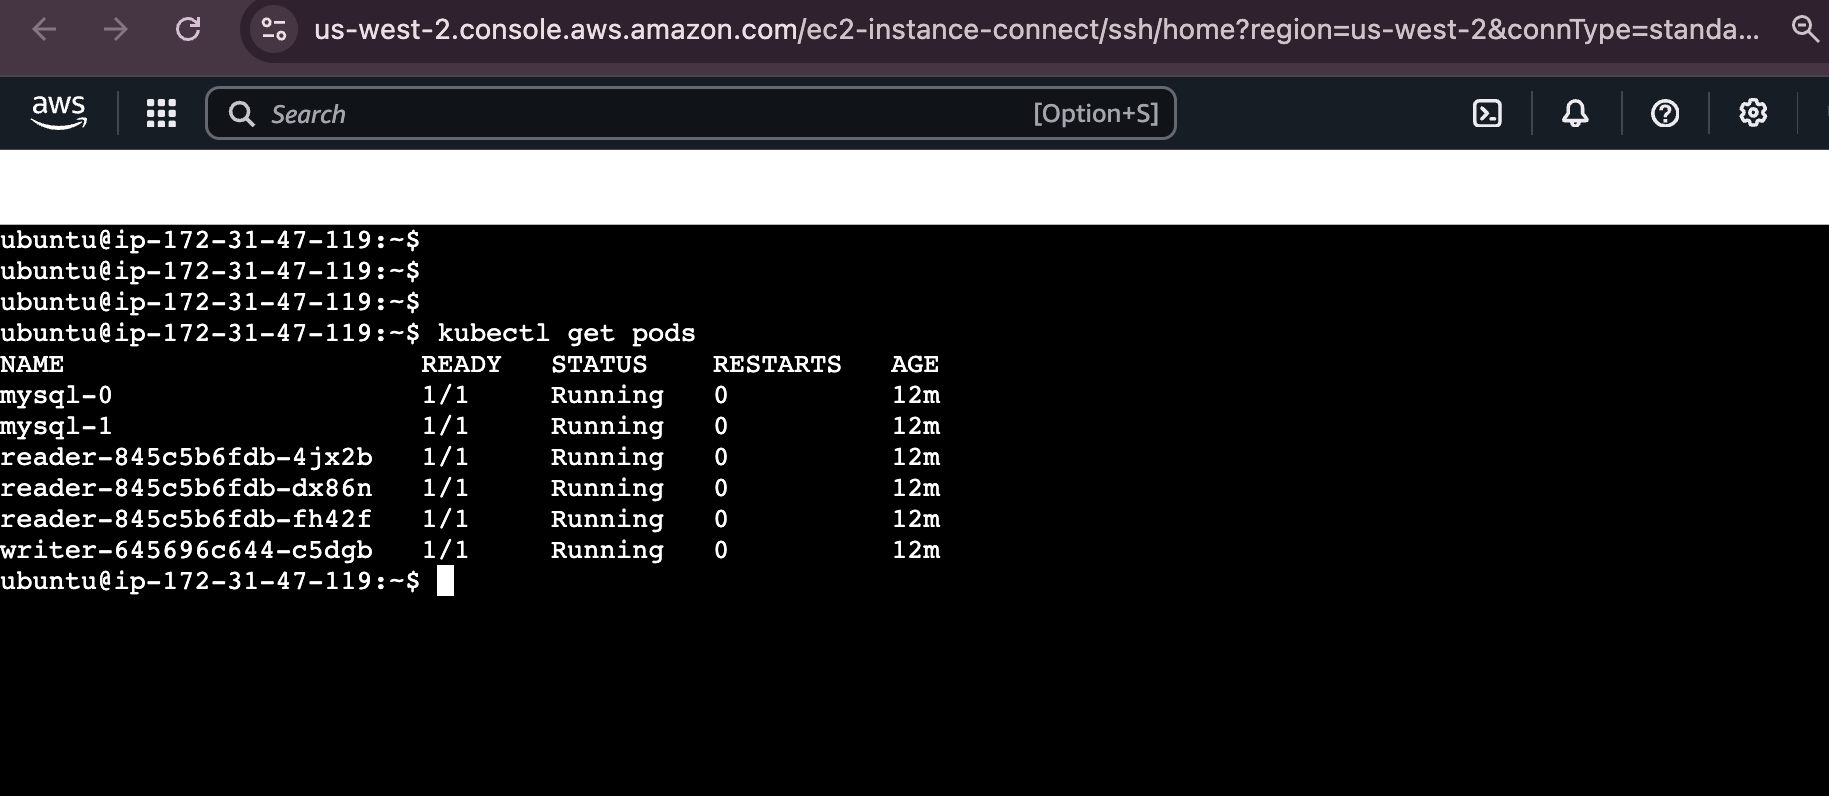 us-west-2.console.aws.amazon.com/ec2-instance-connect/ssh/home?region=us-west-2&connType=standa...
aws Search [Option+S]
ubuntu@ip-172-31-47-119:~$
ubuntu@ip-172-31-47-119:~$
ubuntu@ip-172-31-47-119:~$
ubuntu@ip-172-31-47-119:~$ kubectl get pods
NAME READY STATUS RESTARTS AGE
mysql-0 1/1 Running 0 12m
mysql-1 1/1 Running 0 12m
reader-845c5b6fdb-4jx2b 1/1 Running 0 12m
reader-845c5b6fdb-dx86n 1/1 Running 0 12m
reader-845c5b6fdb-fh42f 1/1 Running 0 12m
writer-645696c644-c5dgb 1/1 Running 0 12m
ubuntu@ip-172-31-47-119:~$